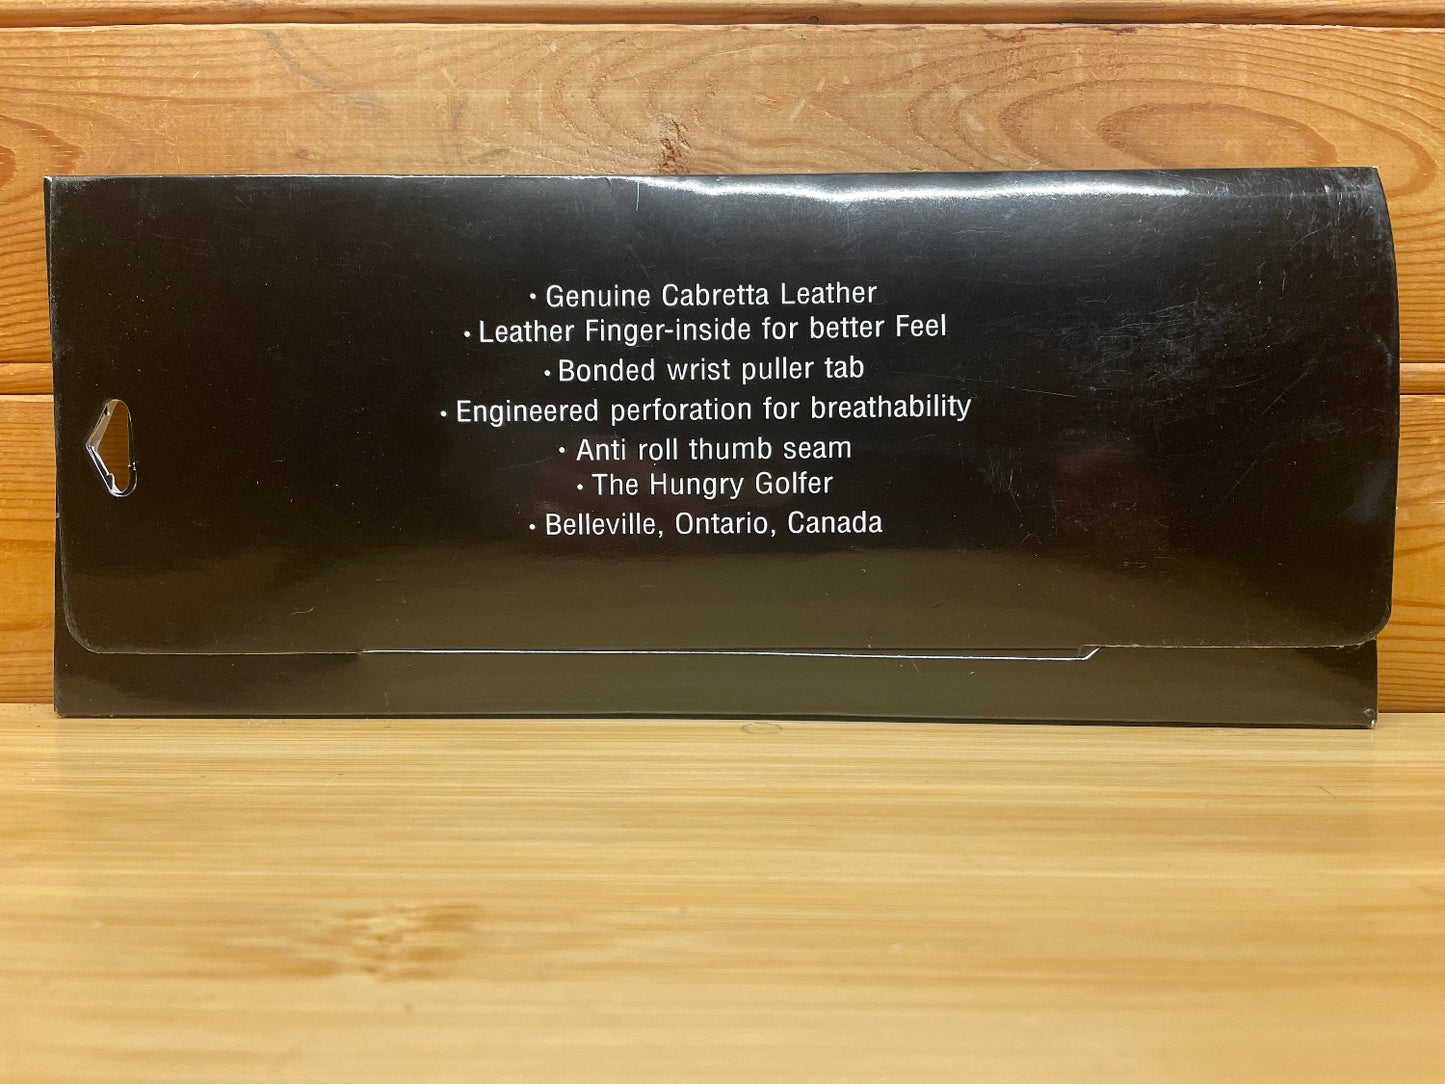 • Genuine Cabretta Leather
• Leather Finger-inside for better Feel
• Bonded wrist puller tab
• Engineered perforation for breathability
• Anti roll thumb seam
• The Hungry Golfer
• Belleville, Ontario, Canada